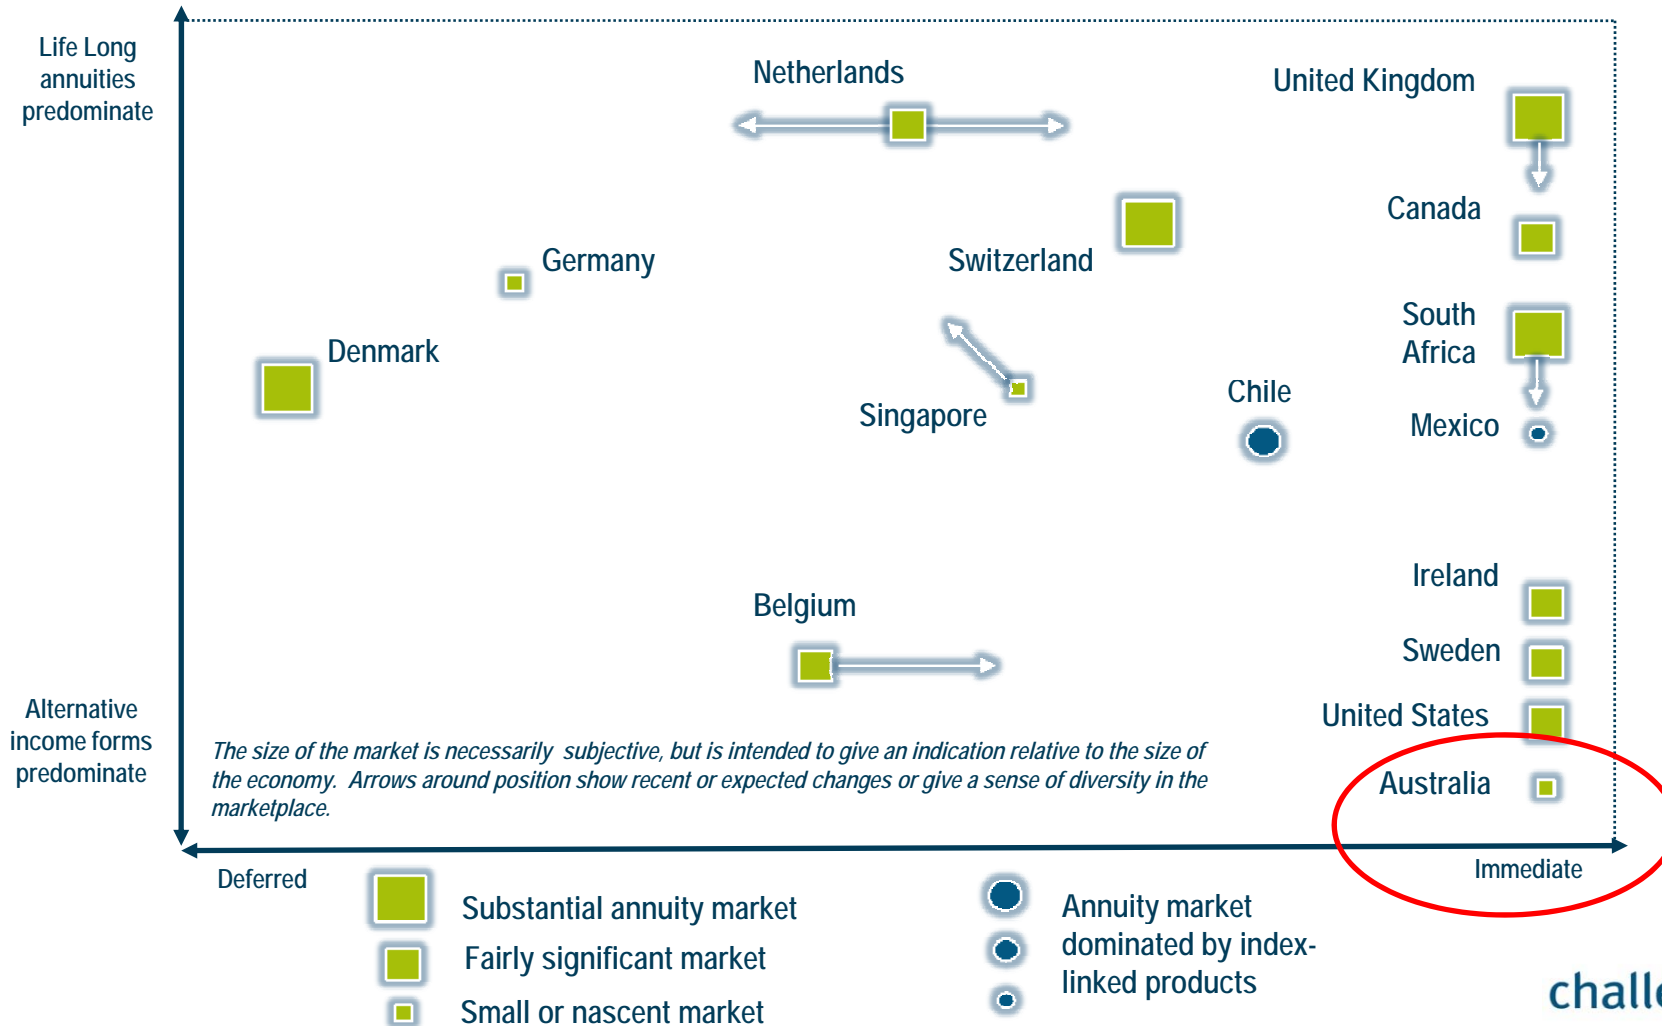 Life Long
annuities
predominate
Netherlands
United Kingdom
Canada
Germany
Switzerland
South
Africa
Denmark
Chile
Singapore
Mexico
Ireland
Belgium
Sweden
Alternative
income forms
predominate
United States
The size of the market is necessarily subjective, but is intended to give an indication relative to the size of
the economy. Arrows around position show recent or expected changes or give a sense of diversity in the
marketplace.
Australia
Deferred
Immediate
Substantial annuity market
Fairly significant market
Small or nascent market
Annuity market
dominated by index-
linked products
challe